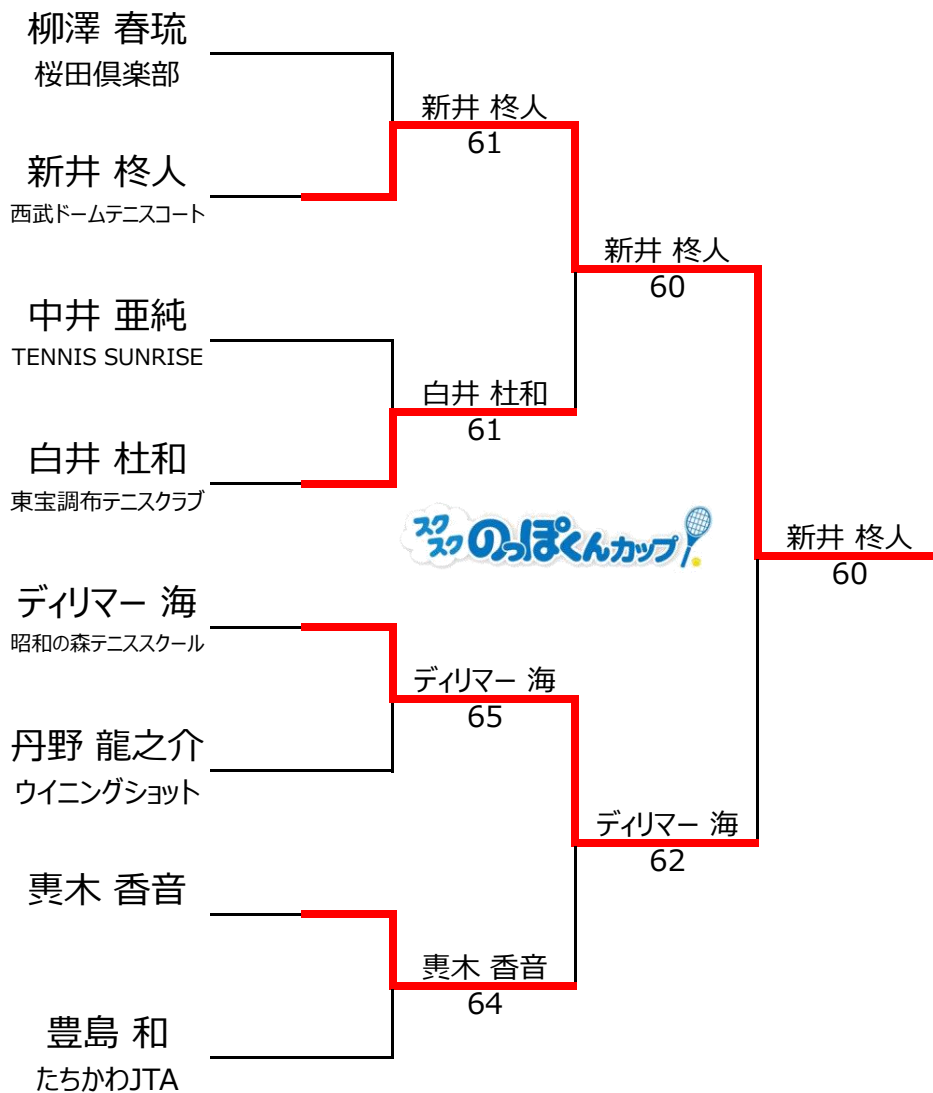 柳澤 春琉
桜田倶楽部
新井 柊人
61
新井 柊人
西武ドームテニスコート
新井 柊人
60
中井 亜純
TENNIS SUNRISE
白井 杜和
61
白井 杜和
東宝調布テニスクラブ
スクスクのっぽくんカップ
新井 柊人
60
ディリマー 海
昭和の森テニススクール
ディリマー 海
65
丹野 龍之介
ウイニングショット
ディリマー 海
62
木 香音
木 香音
64
豊島 和
たちかわJTA